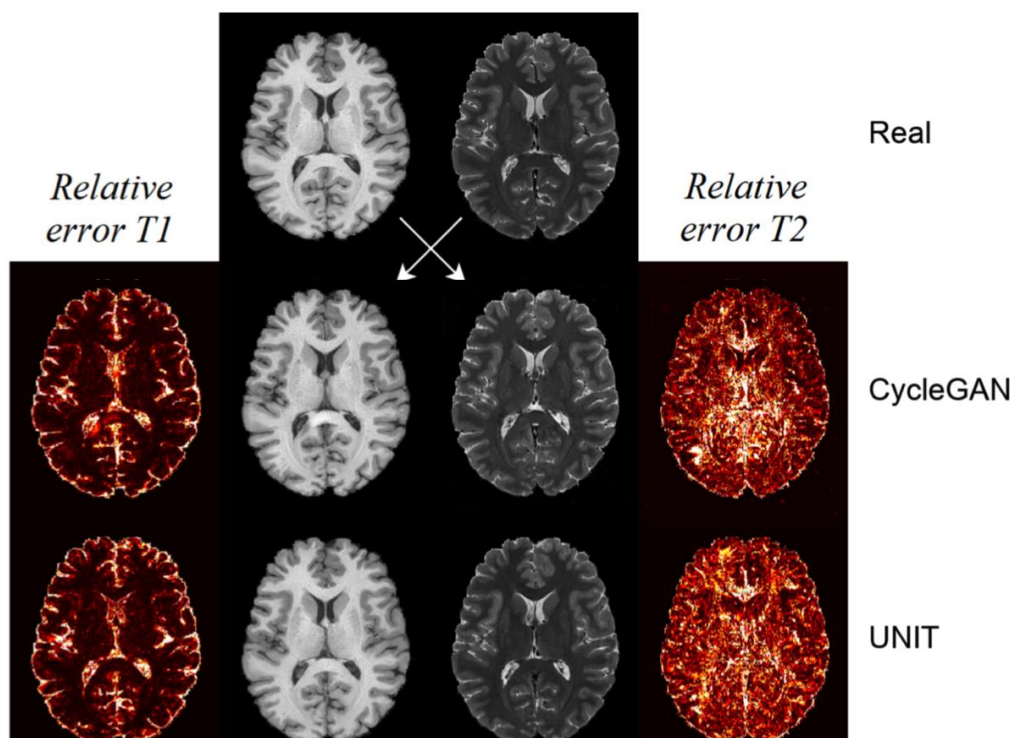 Real
Relative
error T1
Relative
error T2
CycleGAN
UNIT